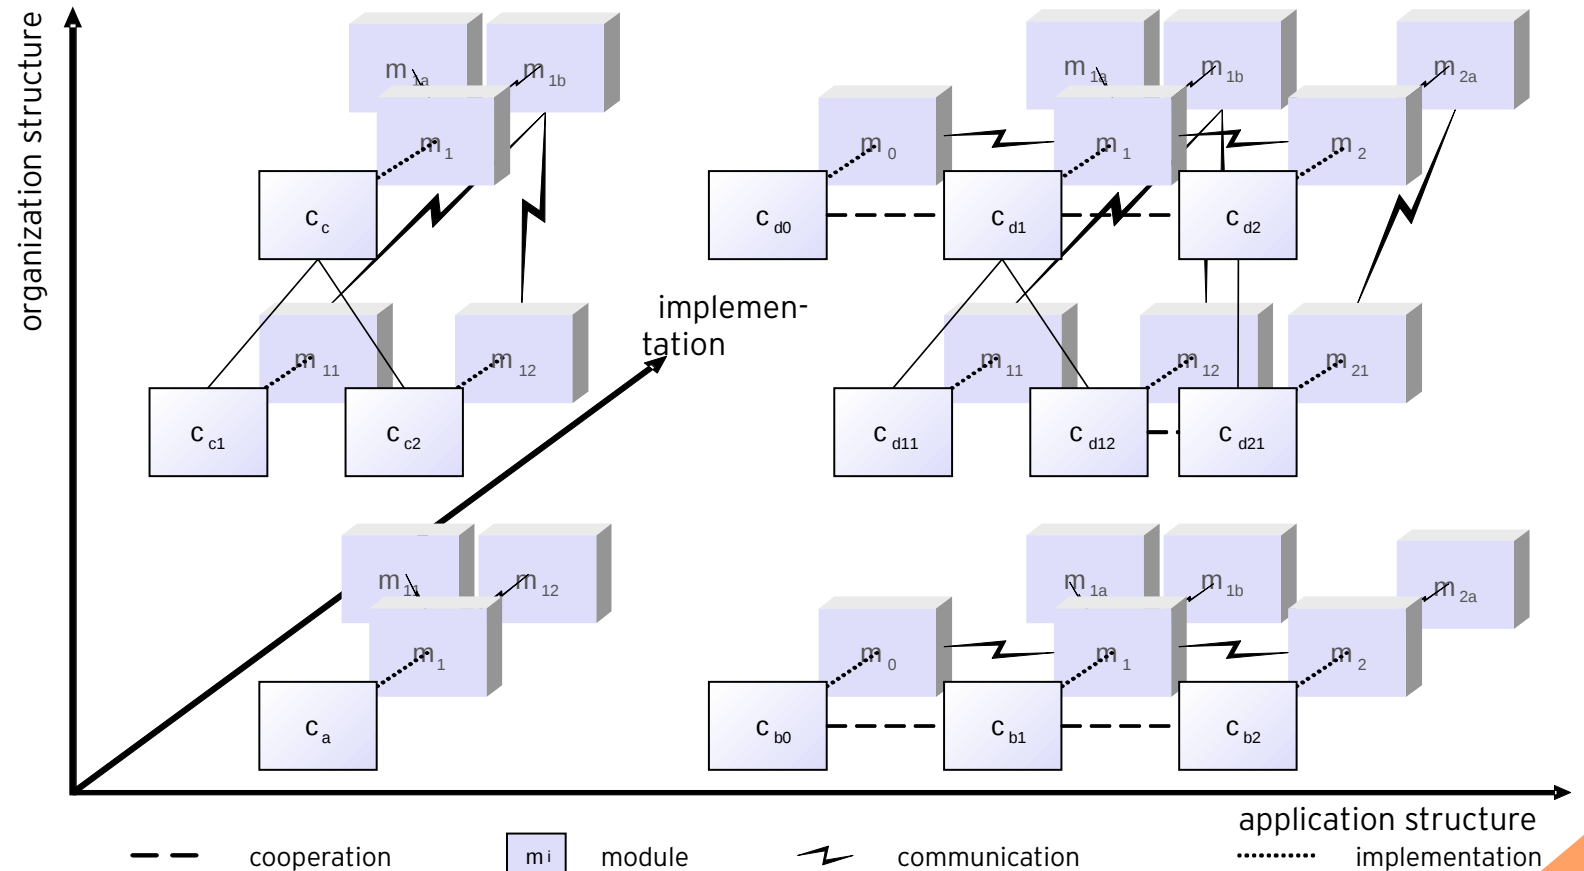 organization structure
m 1a
m 1b
m 1a
m 1b
m 2a
m 1
m 0
m 1
m 2
c c
c d0
c d1
c d2
implemen-
tation
m 11
m 12
m 11
m 12
m 21
c c1
c c2
c d11
c d12
c d21
m 11
m 12
m 1a
m 1b
m 2a
m 1
m 0
m 1
m 2
c a
c b0
c b1
c b2
application structure
cooperation
m i
module
communication
implementation